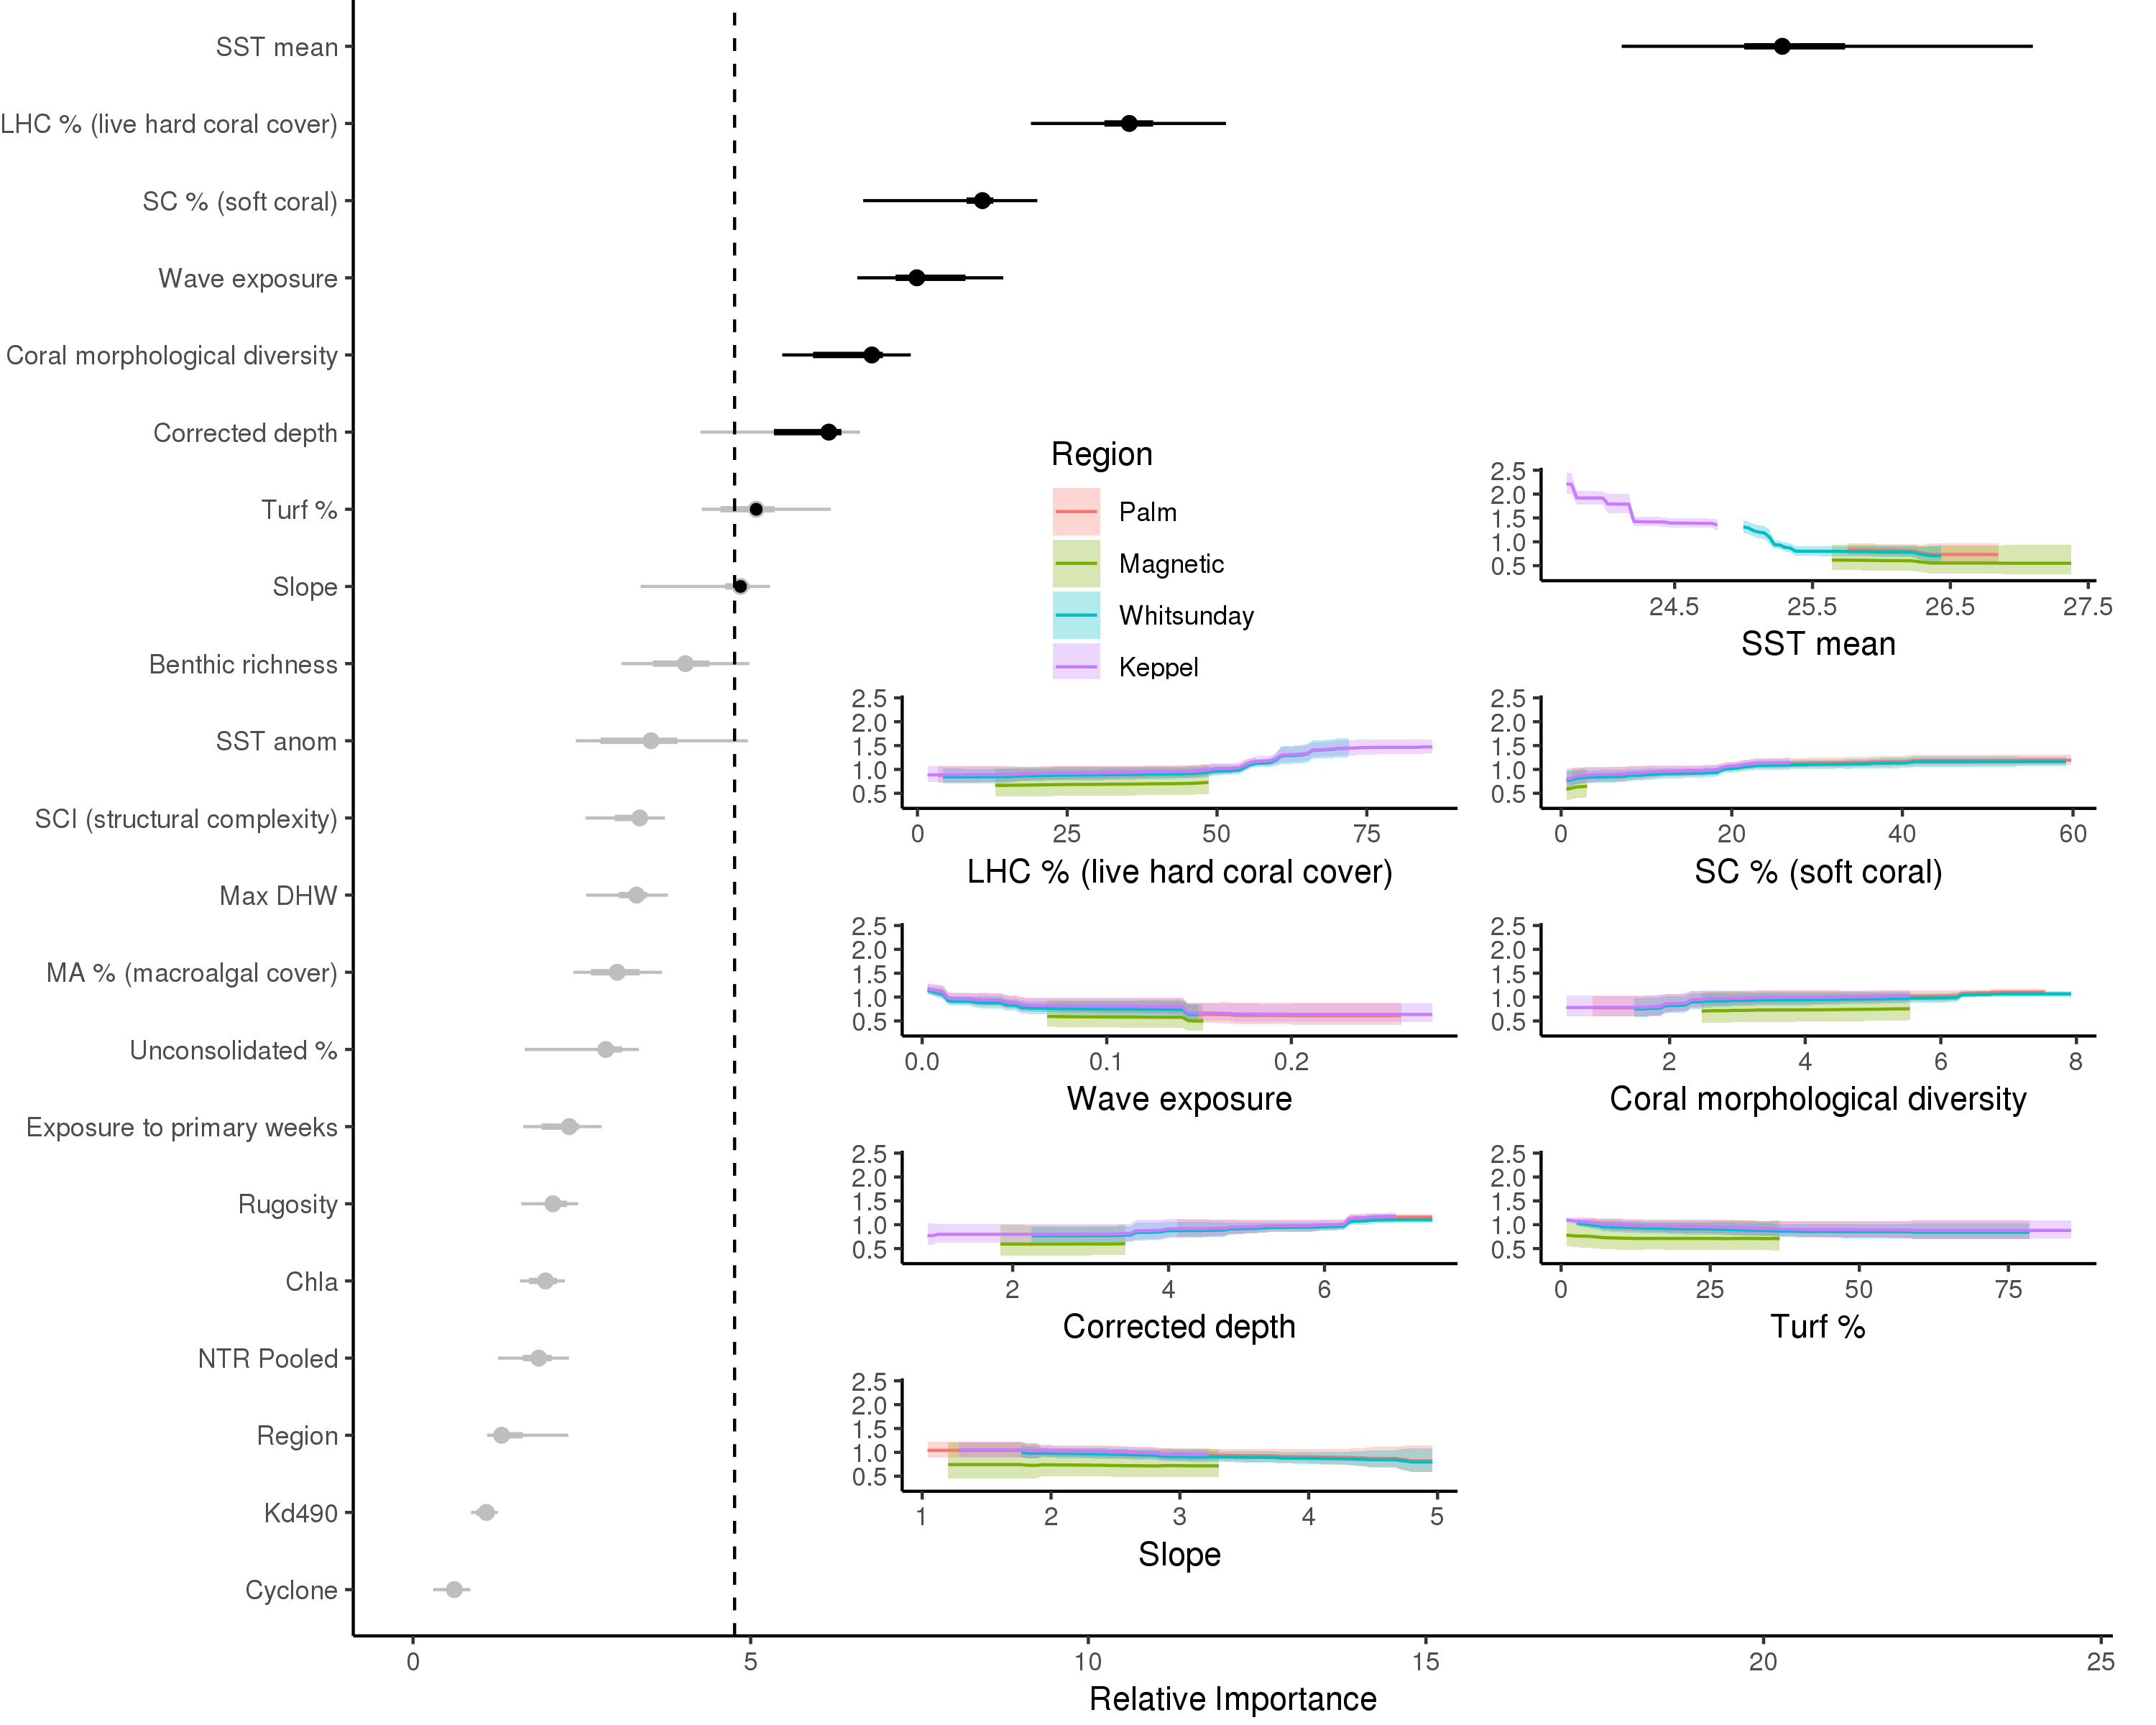 SST mean
LHC % (live hard coral cover)
SC % (soft coral)
Wave exposure
Coral morphological diversity
Corrected depth
Turf %
Slope
Benthic richness
SST anom
SCI (structural complexity)
Max DHW
MA % (macroalgal cover)
Unconsolidated %
Exposure to primary weeks
Rugosity
Chla
NTR Pooled
Region
Kd490
Cyclone
0 5 10 15 20 25
Relative Importance
Region
Palm
Magnetic
Whitsunday
Keppel
2.5
2.0
1.5
1.0
0.5
24.5 25.5 26.5 27.5
SST mean
2.5
2.0
1.5
1.0
0.5
0 25 50 75
LHC % (live hard coral cover)
2.5
2.0
1.5
1.0
0.5
0 20 40 60
SC % (soft coral)
2.5
2.0
1.5
1.0
0.5
0.0 0.1 0.2
Wave exposure
2.5
2.0
1.5
1.0
0.5
2 4 6 8
Coral morphological diversity
2.5
2.0
1.5
1.0
0.5
2 4 6
Corrected depth
2.5
2.0
1.5
1.0
0.5
0 25 50 75
Turf %
2.5
2.0
1.5
1.0
0.5
1 2 3 4 5
Slope